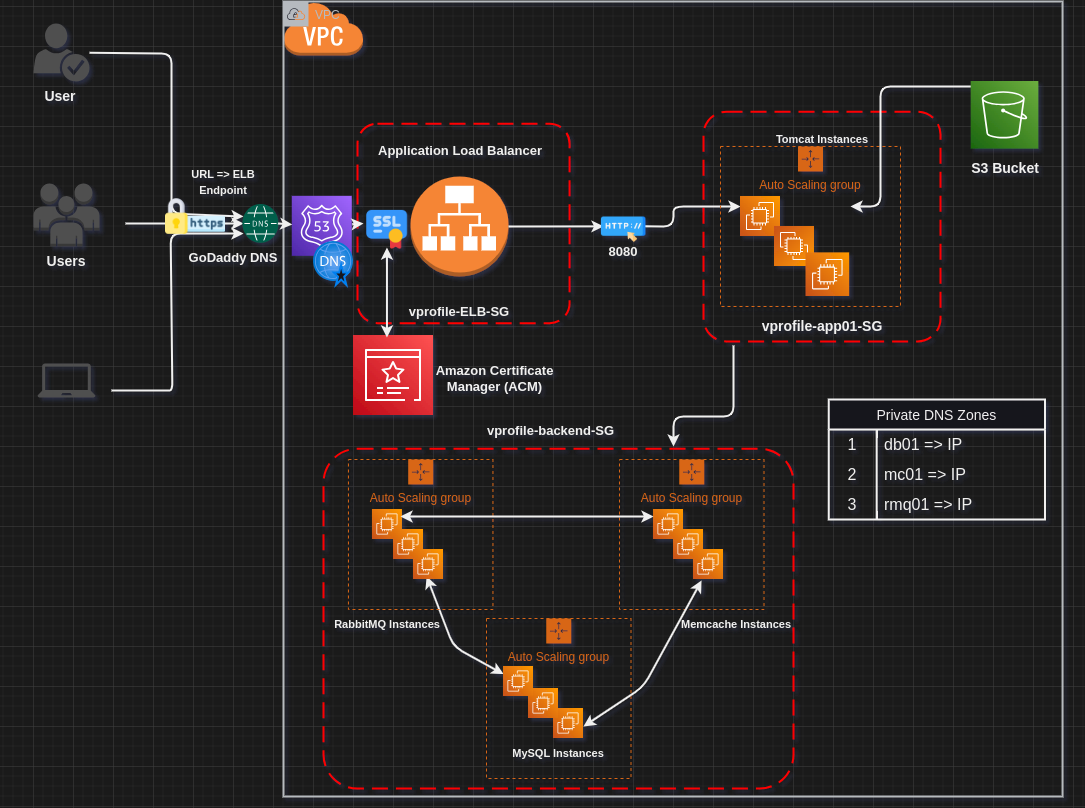 VPC
VPC
User
Users
URL => ELB
Endpoint
https
DNS
GoDaddy DNS
53
DNS
SSL
Application Load Balancer
vprofile-ELB-SG
Amazon Certificate
Manager (ACM)
HTTP://
8080
Tomcat Instances
Auto Scaling group
vprofile-app01-SG
S3 Bucket
Private DNS Zones
1 db01 => IP
2 mc01 => IP
3 rmq01 => IP
vprofile-backend-SG
Auto Scaling group
RabbitMQ Instances
Auto Scaling group
Memcache Instances
Auto Scaling group
MySQL Instances